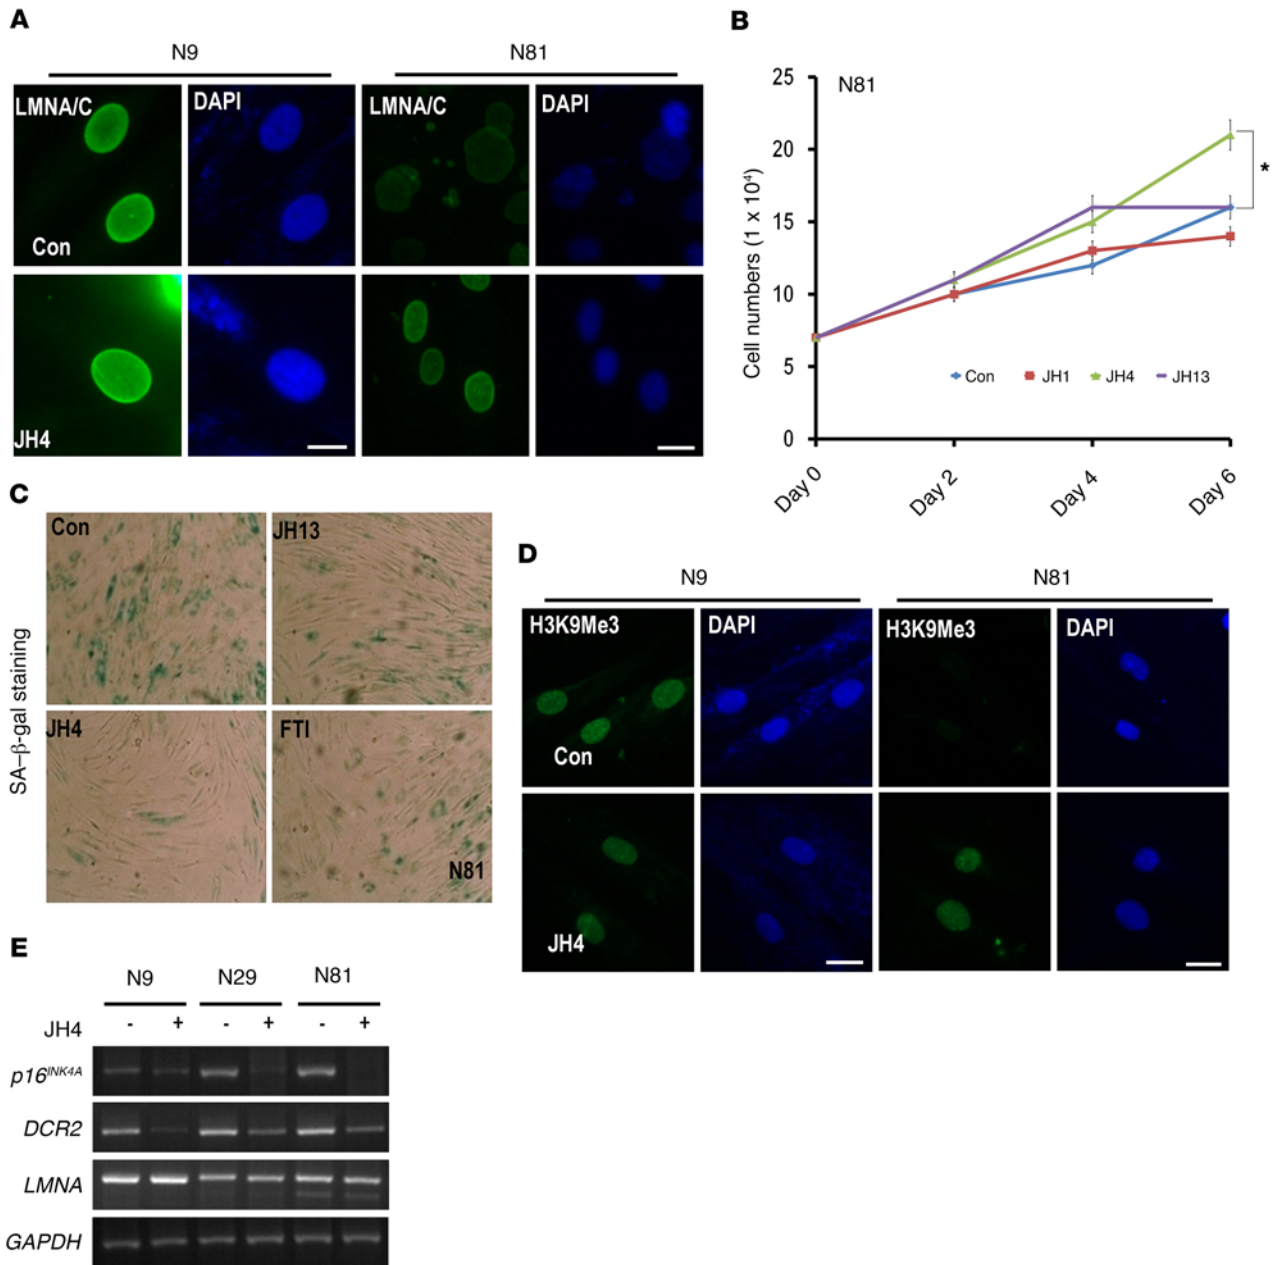 A
N9 N81
LMNA/C DAPI LMNA/C DAPI
Con
JH4
B
N81
Cell numbers (1 x 10⁴)
25
20
15
10
5
0
*
Con JH1 JH4 JH13
Day 0 Day 2 Day 4 Day 6
C
SA–β-gal staining
Con JH13
JH4 FTI
N81
D
N9 N81
H3K9Me3 DAPI H3K9Me3 DAPI
Con
JH4
E
N9 N29 N81
JH4 - + - + - +
p16^INK4A
DCR2
LMNA
GAPDH